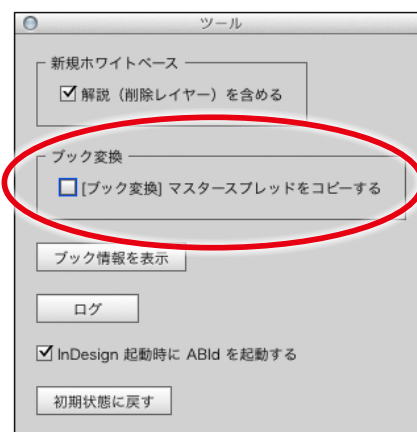 ツール
新規ホワイトベース
解説（削除レイヤー）を含める
ブック変換
[ブック変換] マスタースプレッドをコピーする
ブック情報を表示
ログ
InDesign 起動時に ABId を起動する
初期状態に戻す